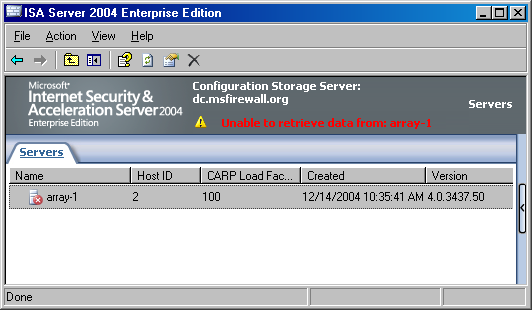 ISA Server 2004 Enterprise Edition
File Action View Help
Microsoft®
Internet Security &
Acceleration Server 2004
Enterprise Edition
Configuration Storage Server:
dc.msfirewall.org
Servers
Unable to retrieve data from: array-1
Servers
Name Host ID CARP Load Fac... Created Version
array-1 2 100 12/14/2004 10:35:41 AM 4.0.3437.50
Done